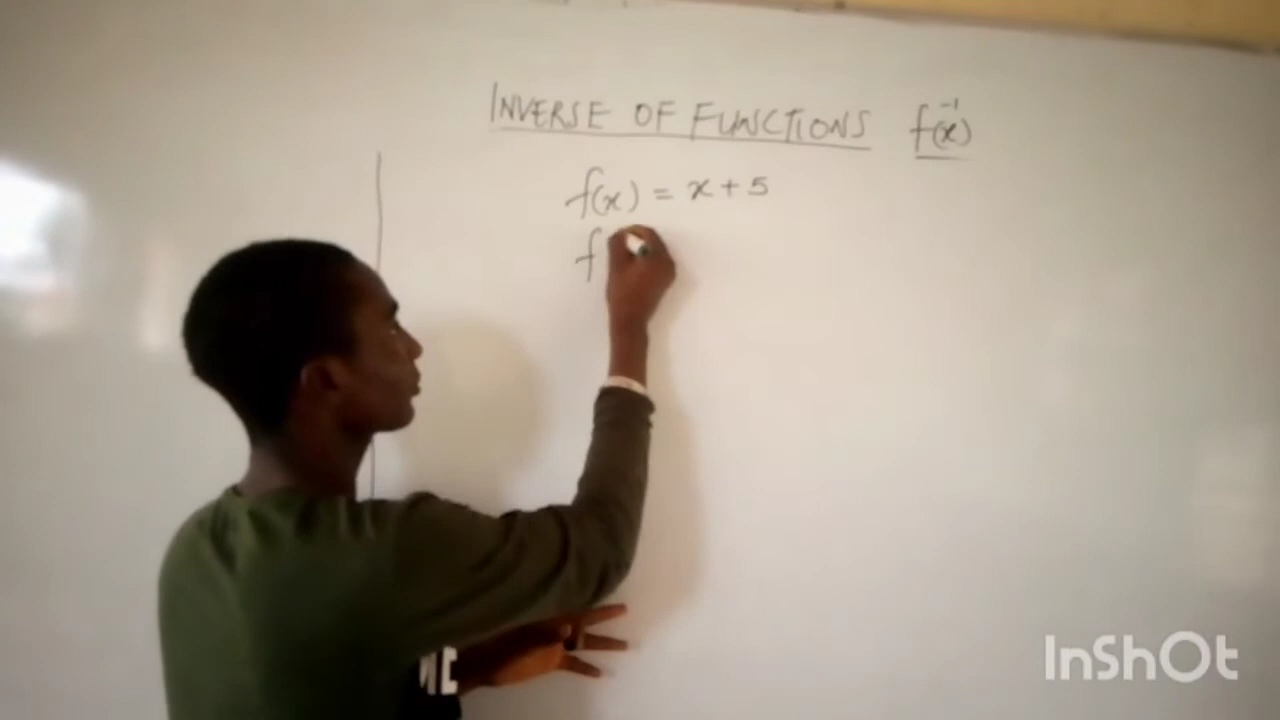 INVERSE OF FUNCTIONS f⁻¹(x)
f(x) = x + 5
f
InShOt